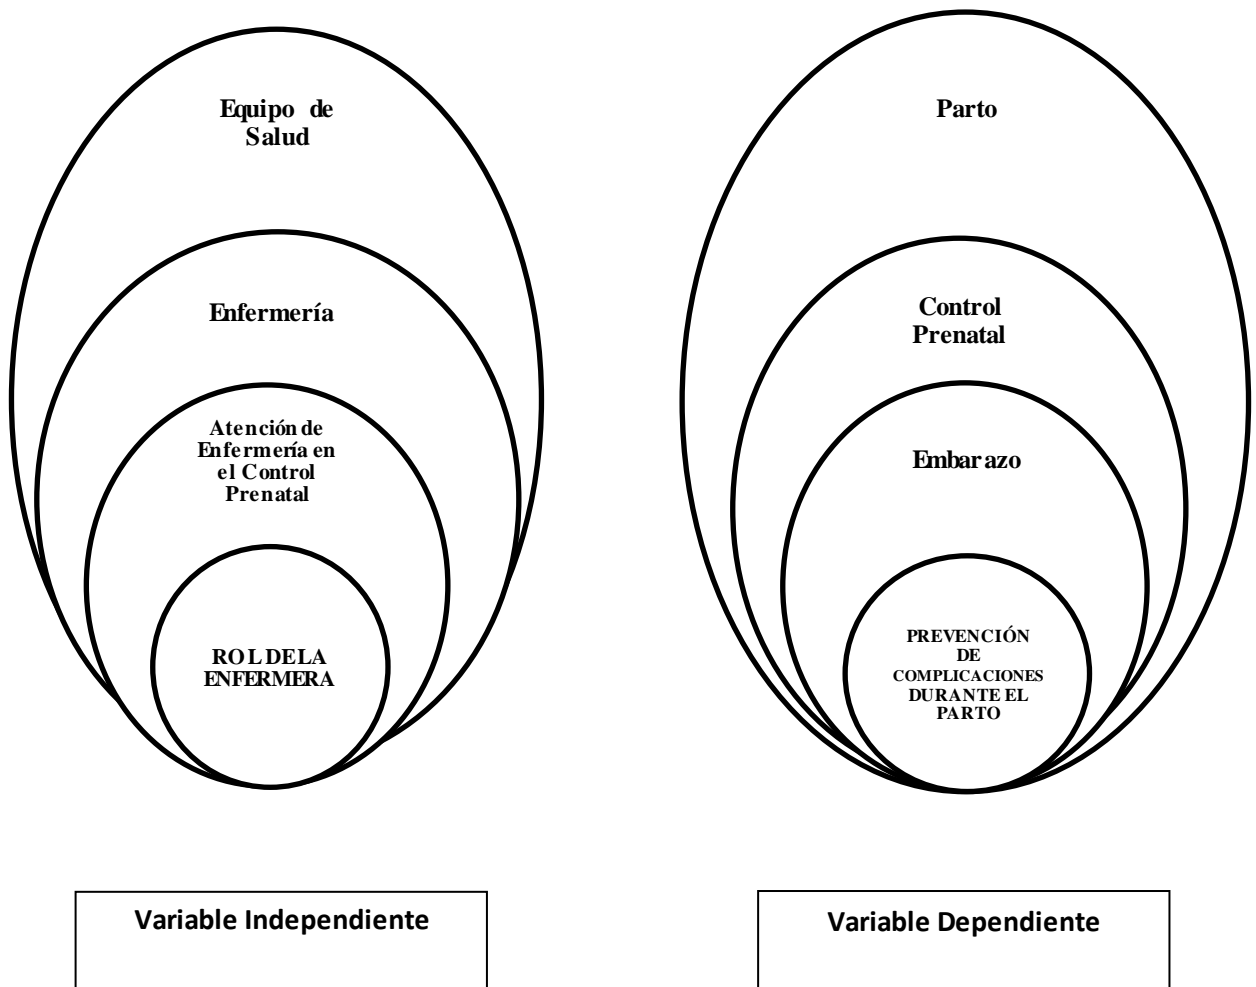 Equipo de
Salud
Enfermería
Atención de
Enfermería en
el Control
Prenatal
ROL DE LA
ENFERMERA
Variable Independiente
Parto
Control
Prenatal
Embarazo
PREVENCIÓN
DE
COMPLICACIONES
DURANTE EL
PARTO
Variable Dependiente